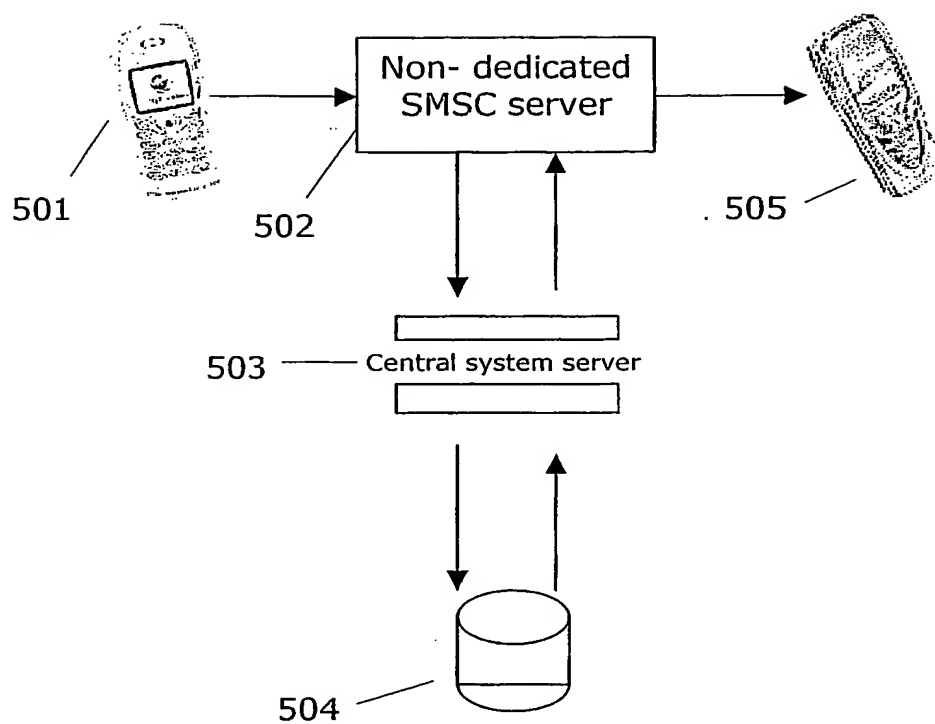 Non- dedicated
SMSC server
501
502
505
503
Central system server
504